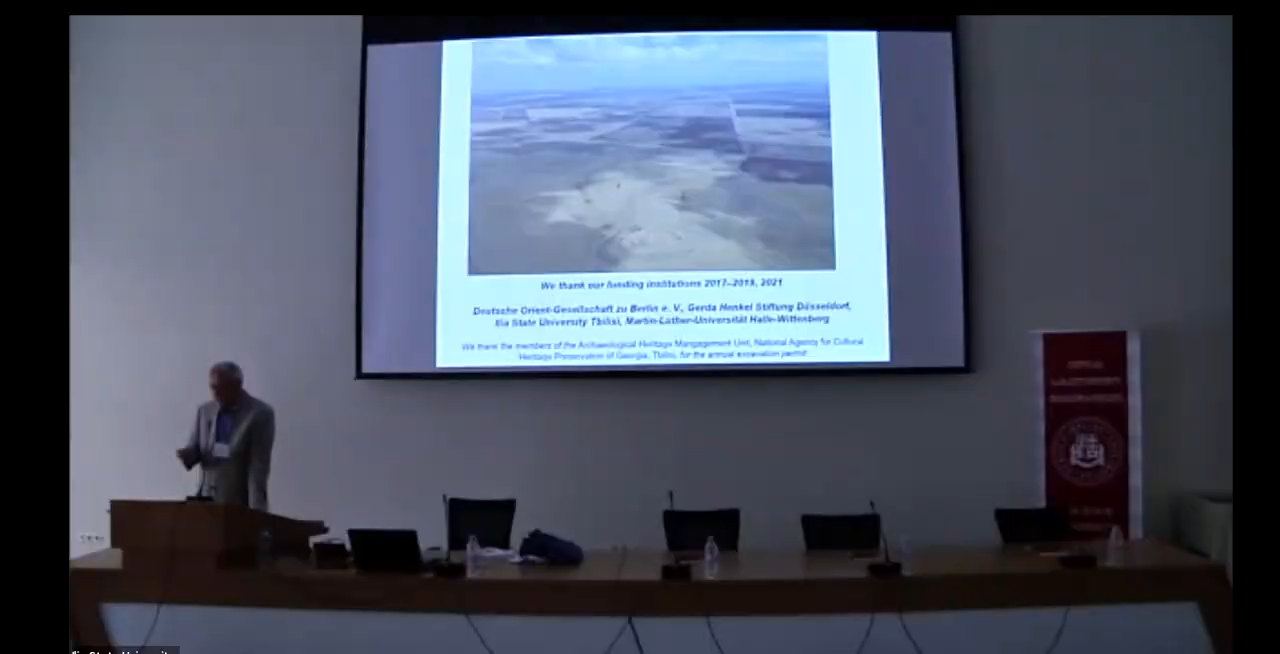 We thank our funding institutions 2017–2019, 2021
Deutsche Orient-Gesellschaft zu Berlin e. V., Gerda Henkel Stiftung Düsseldorf,
Ilia State University Tbilisi, Martin-Luther-Universität Halle-Wittenberg
We thank the members of the Archaeological Heritage Mangagement Unit, National Agency for Cultural
Heritage Preservation of Georgia, Tbilisi, for the annual excavation permit